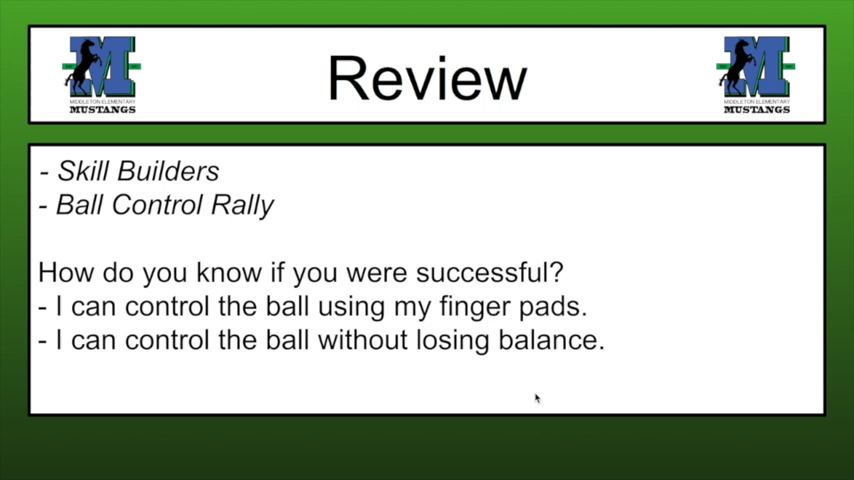 M
MIDDLETON ELEMENTARY
MUSTANGS
Review
M
MIDDLETON ELEMENTARY
MUSTANGS
- Skill Builders
- Ball Control Rally
How do you know if you were successful?
- I can control the ball using my finger pads.
- I can control the ball without losing balance.